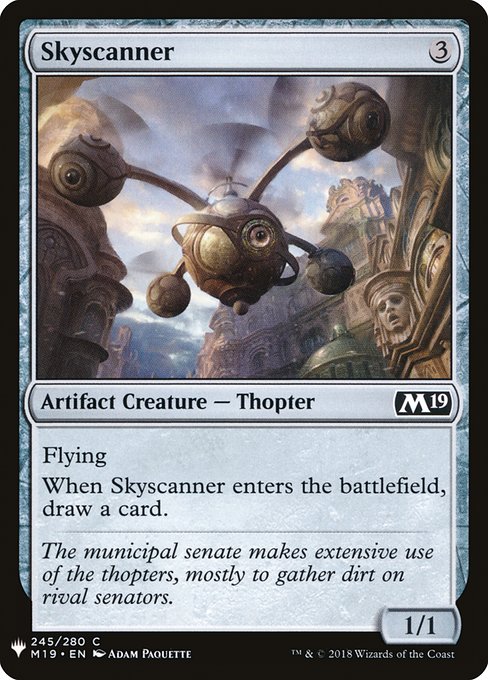 Skyscanner 3
Artifact Creature — Thopter M19
Flying
When Skyscanner enters the battlefield,
draw a card.
The municipal senate makes extensive use
of the thopters, mostly to gather dirt on
rival senators.
1/1
245/280 C
M19 • EN Adam Paquette
™ & © 2018 Wizards of the Coast